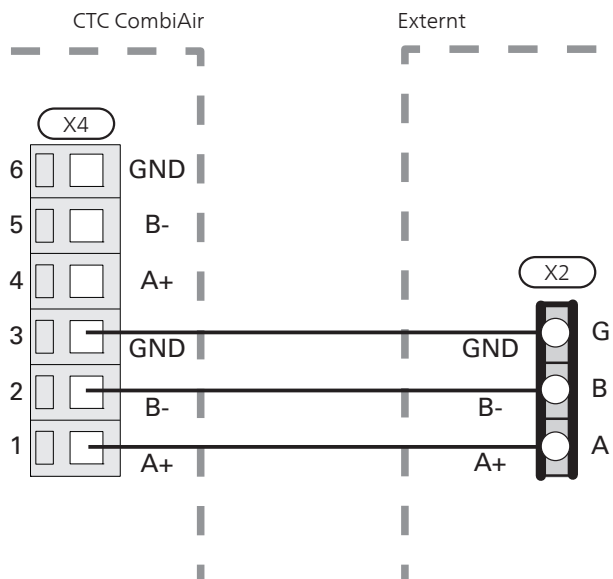 CTC CombiAir Externt
X4
6 GND
5 B-
4 A+
X2
3 GND GND G
2 B- B- B
1 A+ A+ A